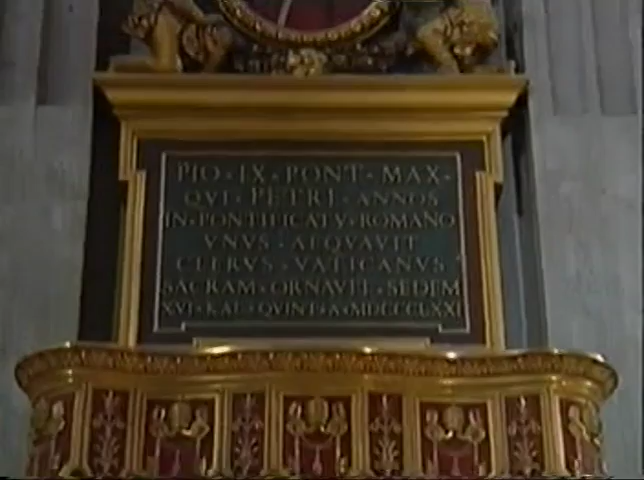 PIO · IX · PONT · MAX ·
QVI · PETRI · ANNOS
IN · PONTIFICATV · ROMANO
VNVS · AEQVAVIT
CLERVS · VATICANVS
SACRAM · ORNAVIT · SEDEM
XVI · KAL · QVINT · A · MDCCCLXXI